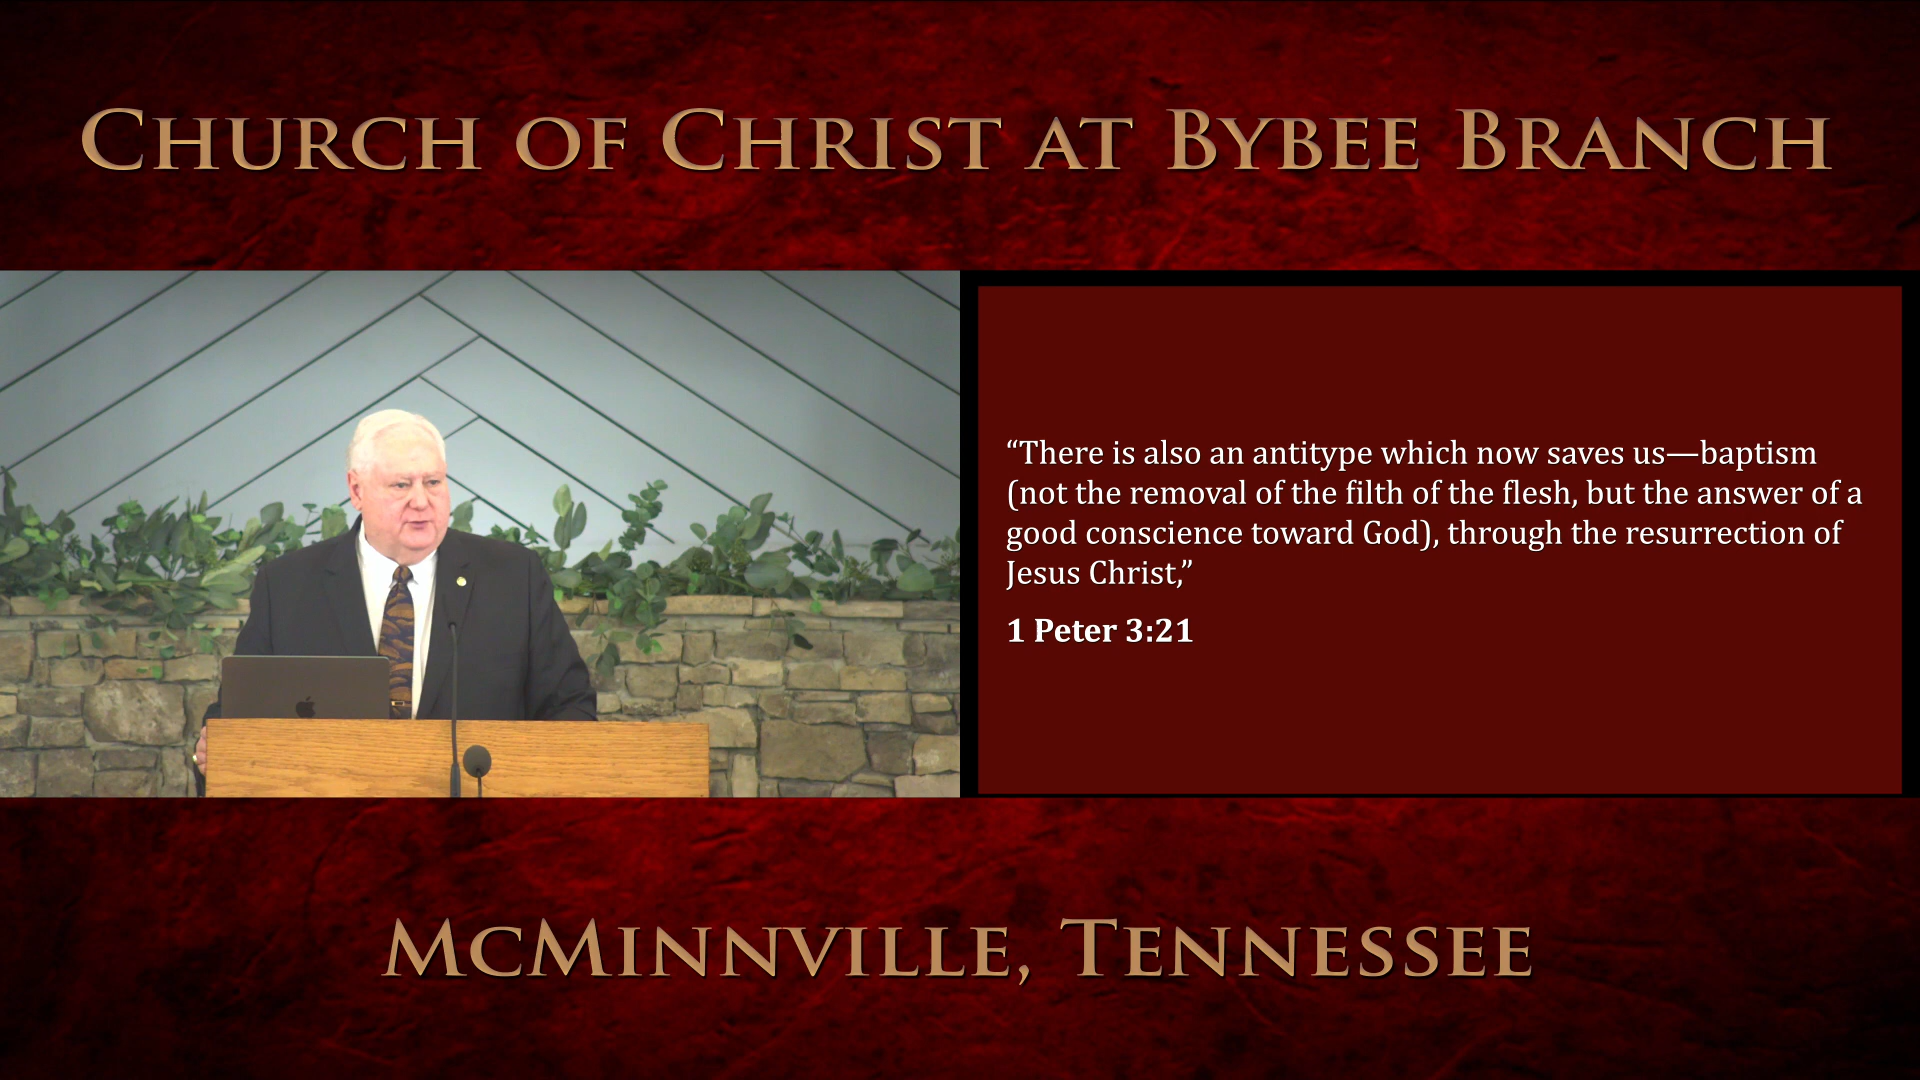 Church of Christ at Bybee Branch
“There is also an antitype which now saves us—baptism
(not the removal of the filth of the flesh, but the answer of a
good conscience toward God), through the resurrection of
Jesus Christ,”
1 Peter 3:21
McMinnville, Tennessee